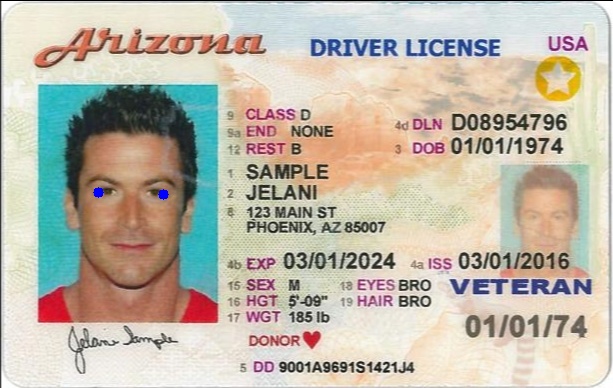 Arizona DRIVER LICENSE USA
9 CLASS D
9a END NONE
12 REST B
4d DLN D08954796
3 DOB 01/01/1974
1 SAMPLE
2 JELANI
8 123 MAIN ST
PHOENIX, AZ 85007
4b EXP 03/01/2024 4a ISS 03/01/2016
15 SEX M 18 EYES BRO
16 HGT 5'-09" 19 HAIR BRO
17 WGT 185 lb
VETERAN
01/01/74
DONOR
Jelani Sample
5 DD 9001A9691S1421J4